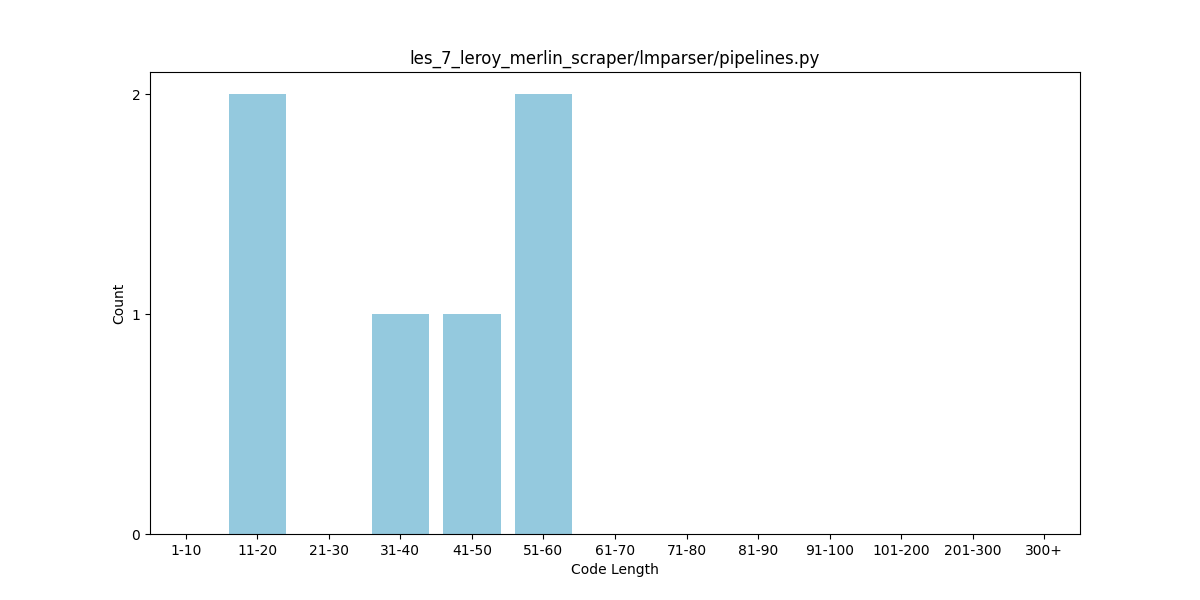 les_7_leroy_merlin_scraper/lmparser/pipelines.py
2
1
0
Count
1-10 11-20 21-30 31-40 41-50 51-60 61-70 71-80 81-90 91-100 101-200 201-300 300+
Code Length